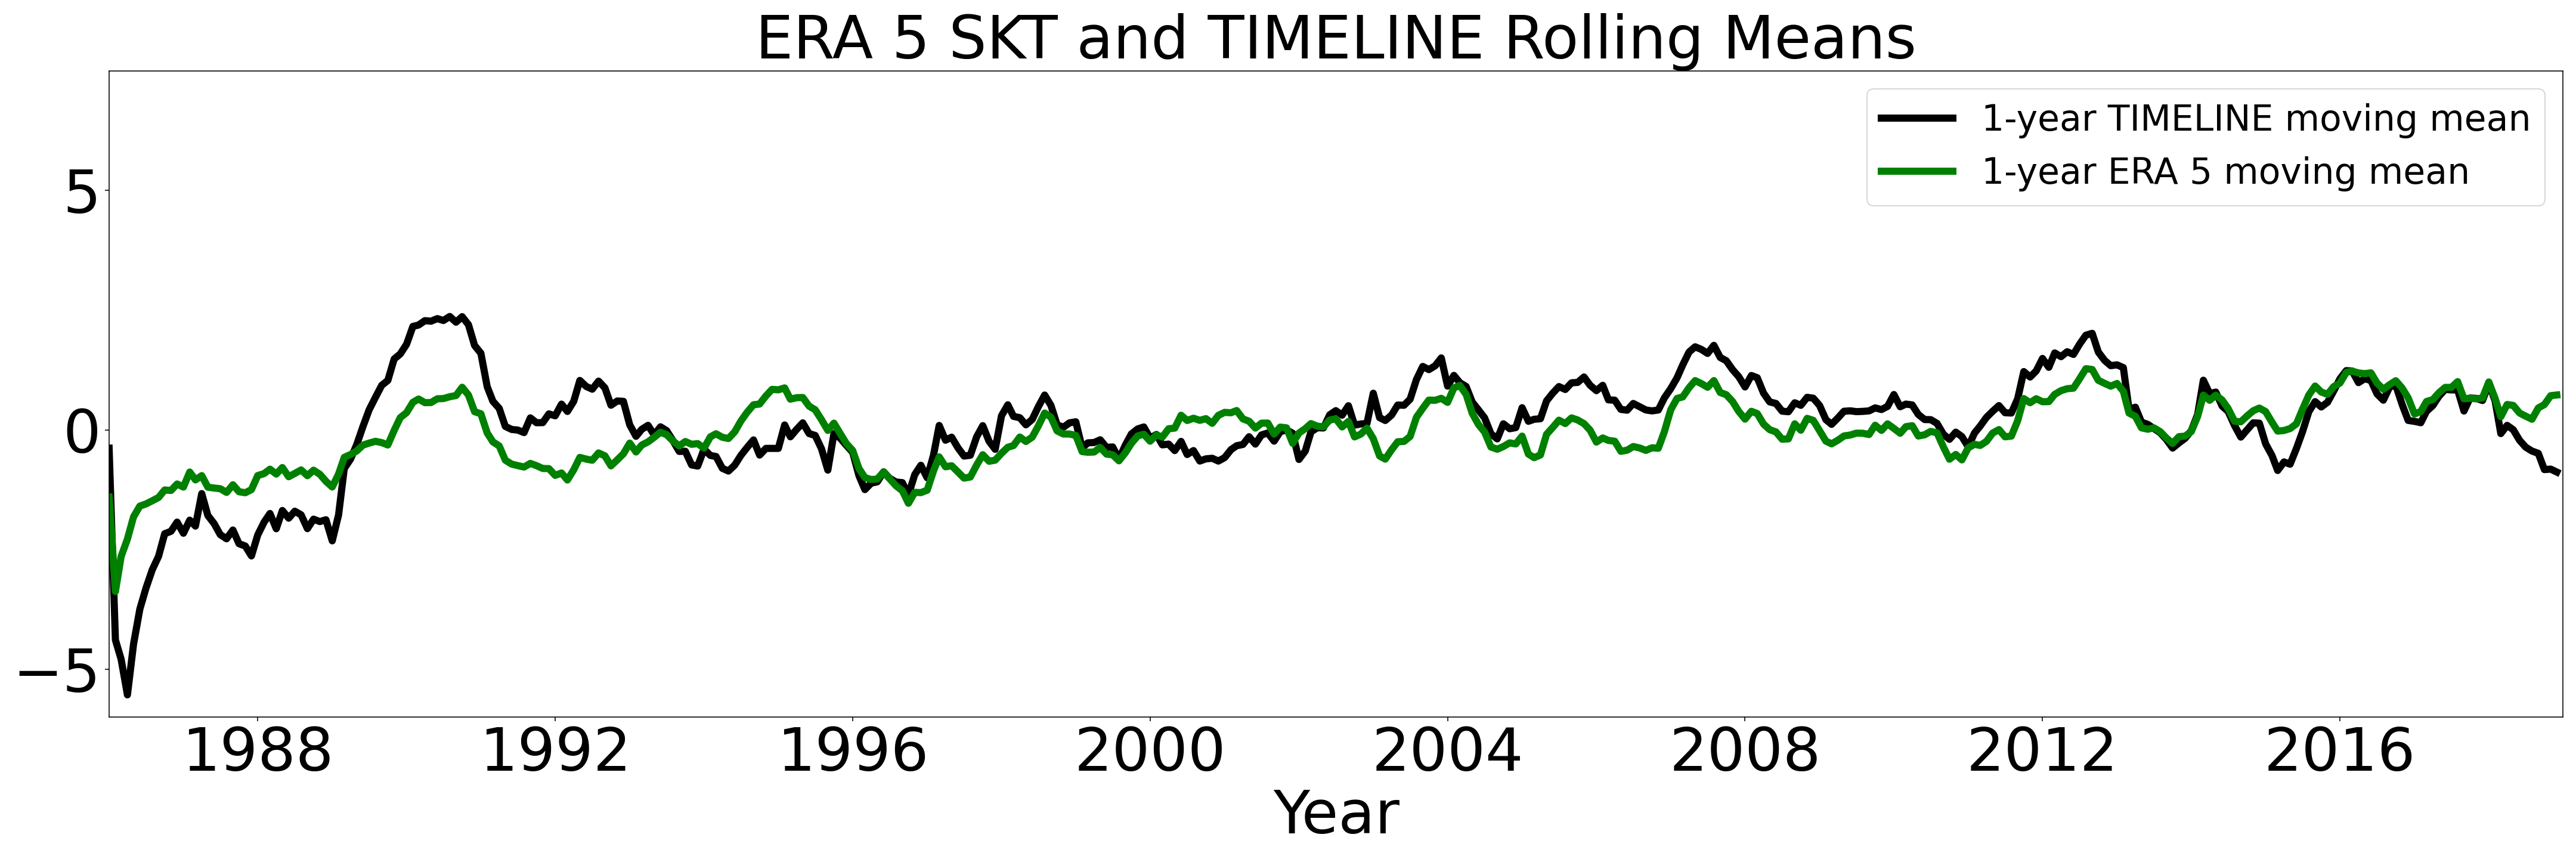 ERA 5 SKT and TIMELINE Rolling Means
1-year TIMELINE moving mean
1-year ERA 5 moving mean
5
0
−5
1988 1992 1996 2000 2004 2008 2012 2016
Year